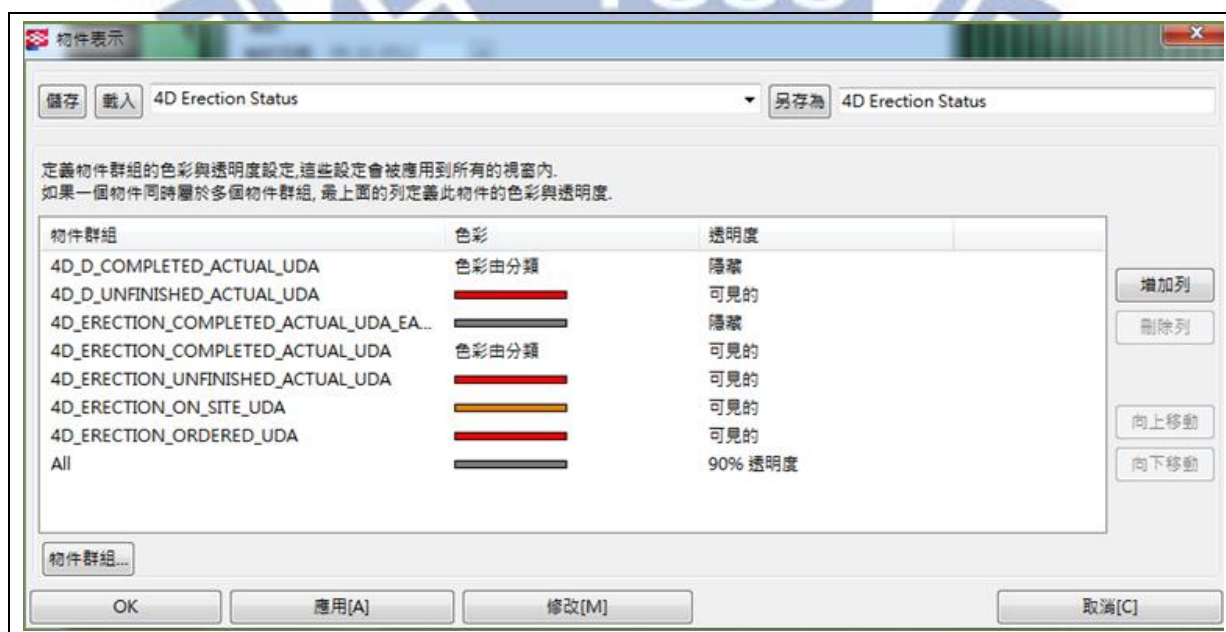 物件表示
儲存 載入 4D Erection Status 另存為 4D Erection Status
定義物件群組的色彩與透明度設定,這些設定會被應用到所有的視窗內.
如果一個物件同時屬於多個物件群組, 最上面的列定義此物件的色彩與透明度.
物件群組 色彩 透明度
4D_D_COMPLETED_ACTUAL_UDA 色彩由分類 隱藏
4D_D_UNFINISHED_ACTUAL_UDA 可見的
4D_ERECTION_COMPLETED_ACTUAL_UDA_EA... 隱藏
4D_ERECTION_COMPLETED_ACTUAL_UDA 色彩由分類 可見的
4D_ERECTION_UNFINISHED_ACTUAL_UDA 可見的
4D_ERECTION_ON_SITE_UDA 可見的
4D_ERECTION_ORDERED_UDA 可見的
All 90% 透明度
增加列
刪除列
向上移動
向下移動
物件群組...
OK 應用[A] 修改[M] 取消[C]